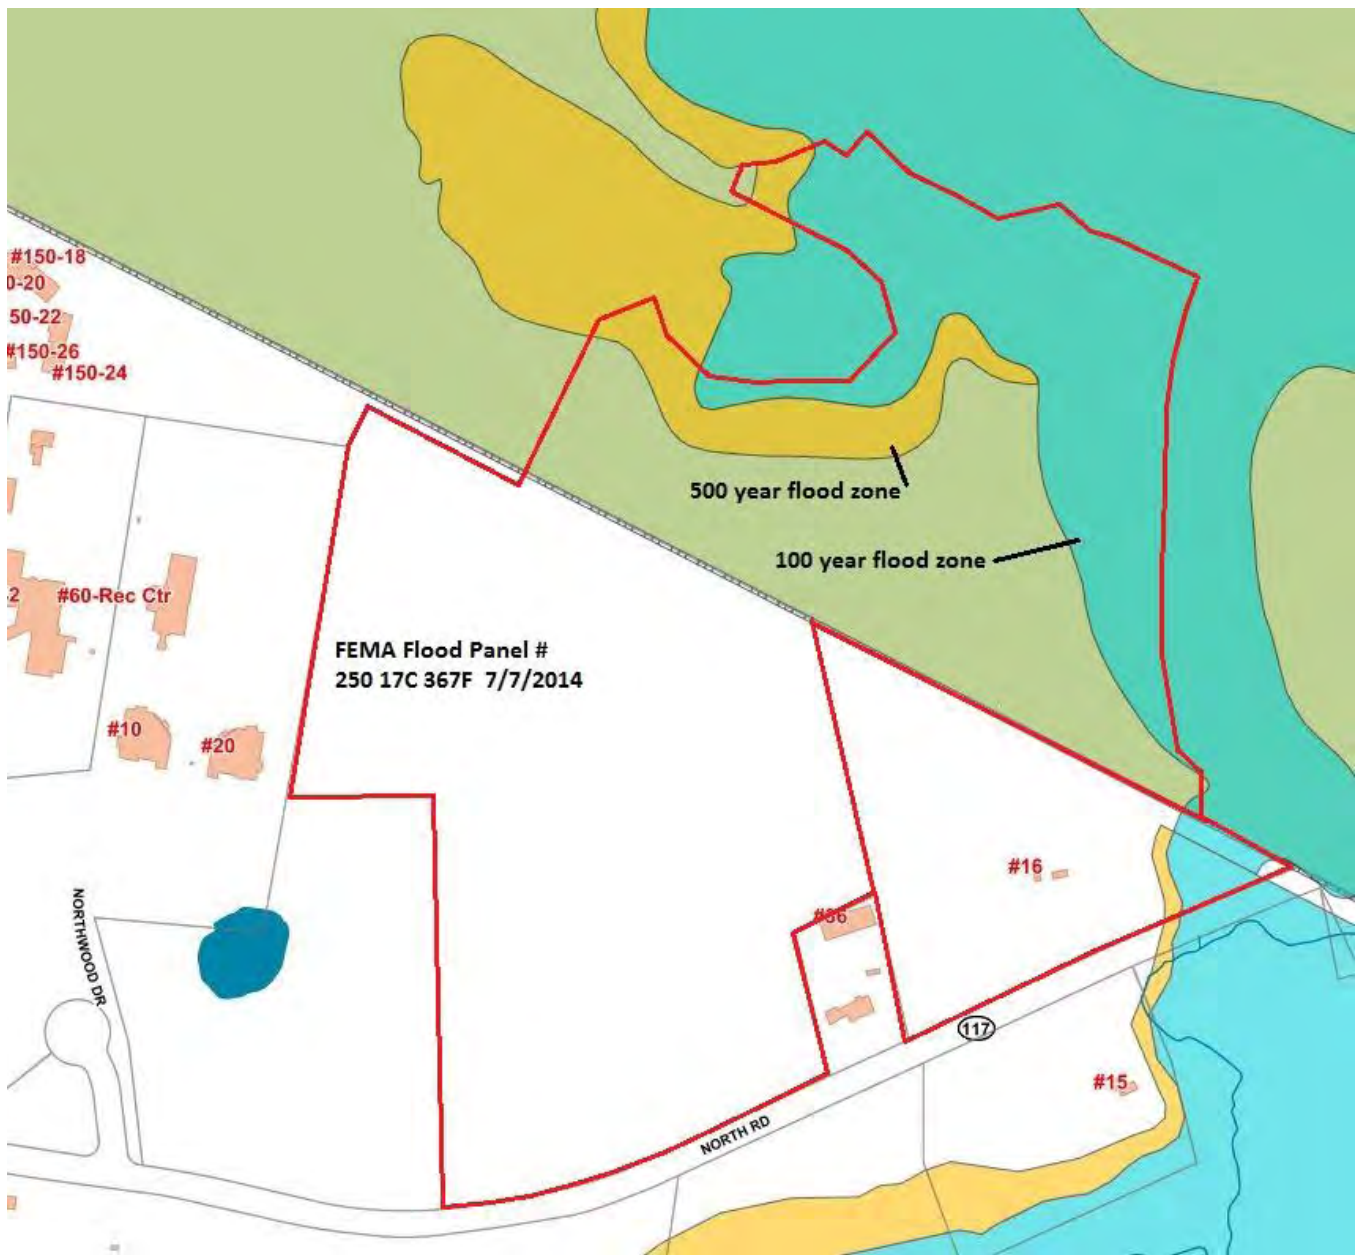 #150-18
0-20
50-22
#150-26
#150-24
500 year flood zone
100 year flood zone
-2
#60-Rec Ctr
FEMA Flood Panel #
250 17C 367F 7/7/2014
#10
#20
#16
#36
NORTHWOOD DR
117
#15
NORTH RD